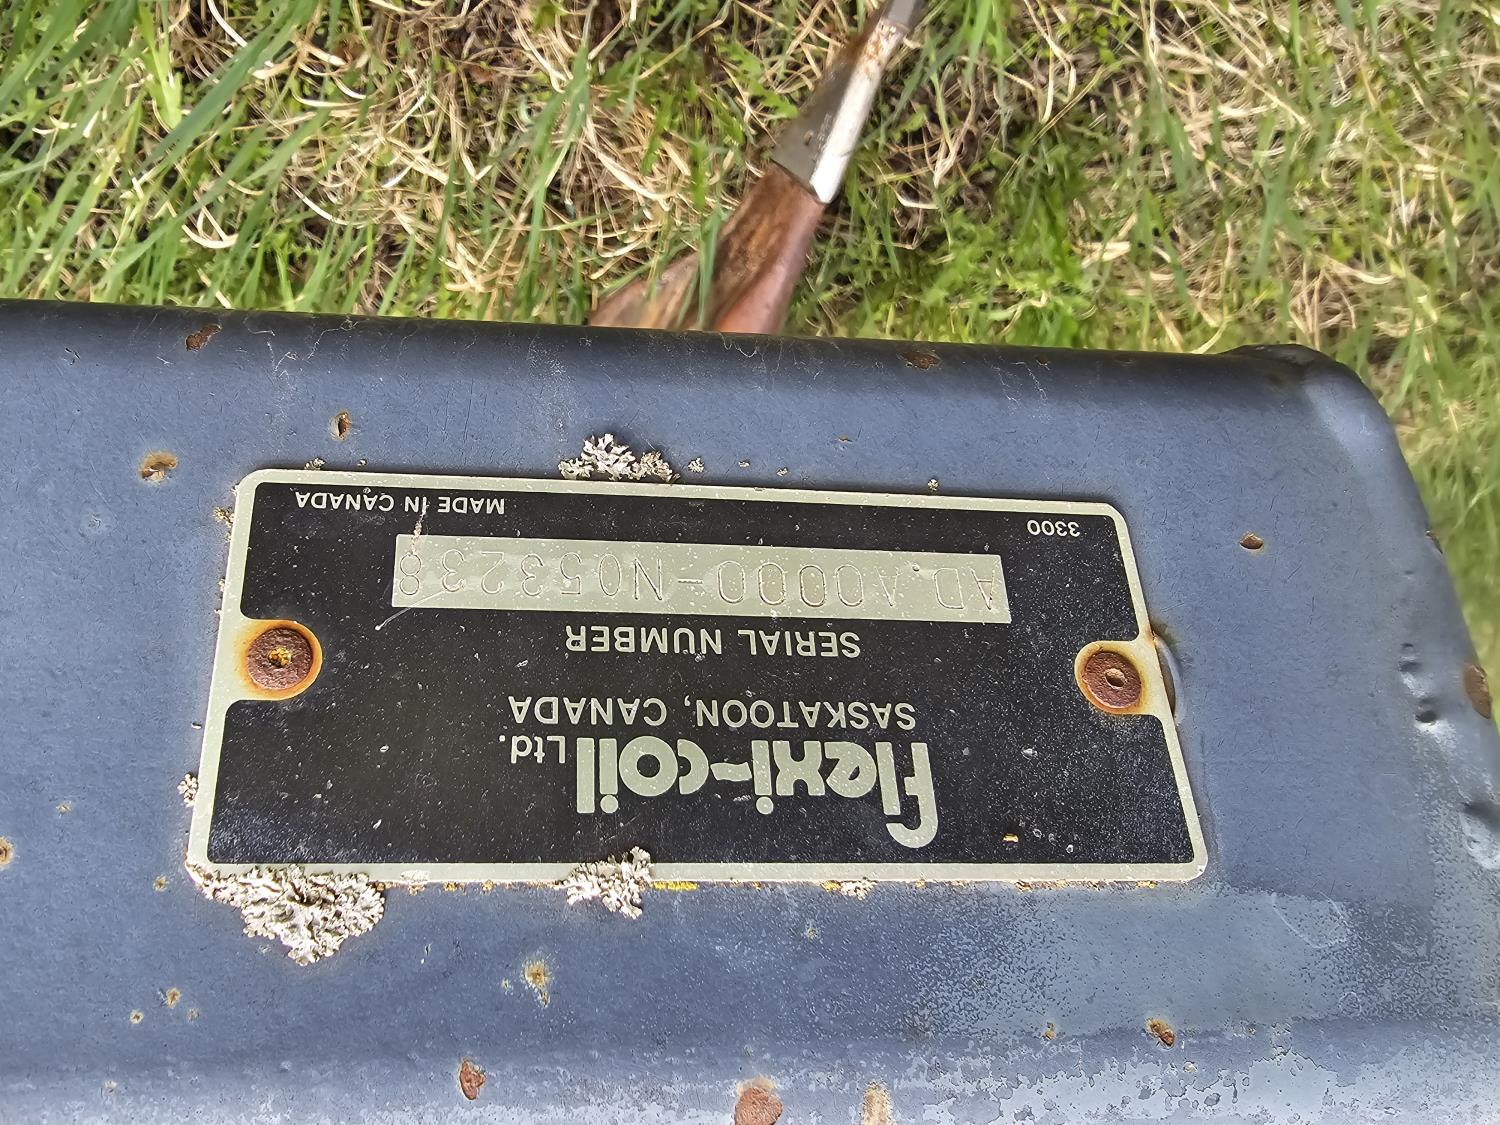 flexi-coil Ltd.
SASKATOON, CANADA
SERIAL NUMBER
AD,A0000-N053238
3300 MADE IN CANADA